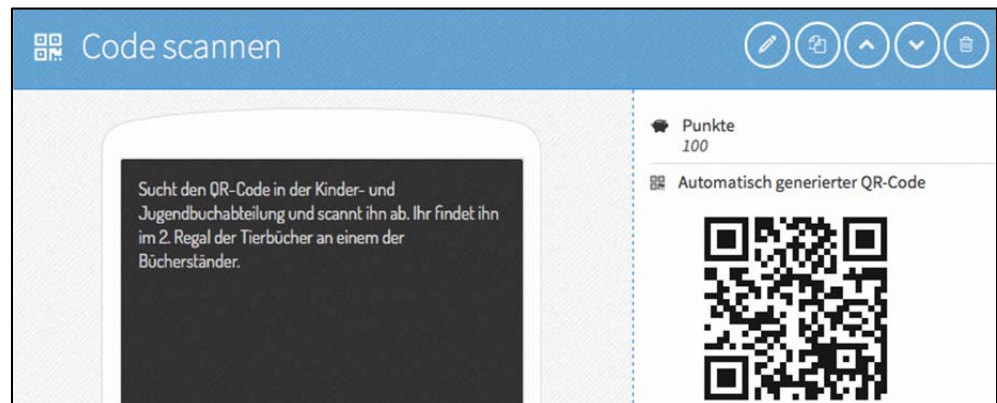 Code scannen
Sucht den QR-Code in der Kinder- und
Jugendbuchabteilung und scannt ihn ab. Ihr findet ihn
im 2. Regal der Tierbücher an einem der
Bücherständer.
Punkte
100
Automatisch generierter QR-Code